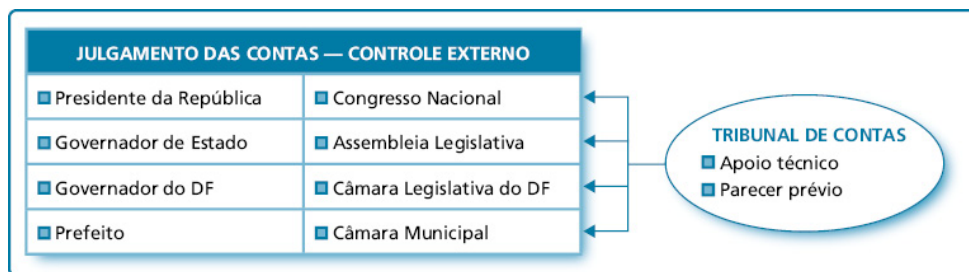 JULGAMENTO DAS CONTAS — CONTROLE EXTERNO
Presidente da República
Congresso Nacional
Governador de Estado
Assembleia Legislativa
Governador do DF
Câmara Legislativa do DF
Prefeito
Câmara Municipal
TRIBUNAL DE CONTAS
Apoio técnico
Parecer prévio